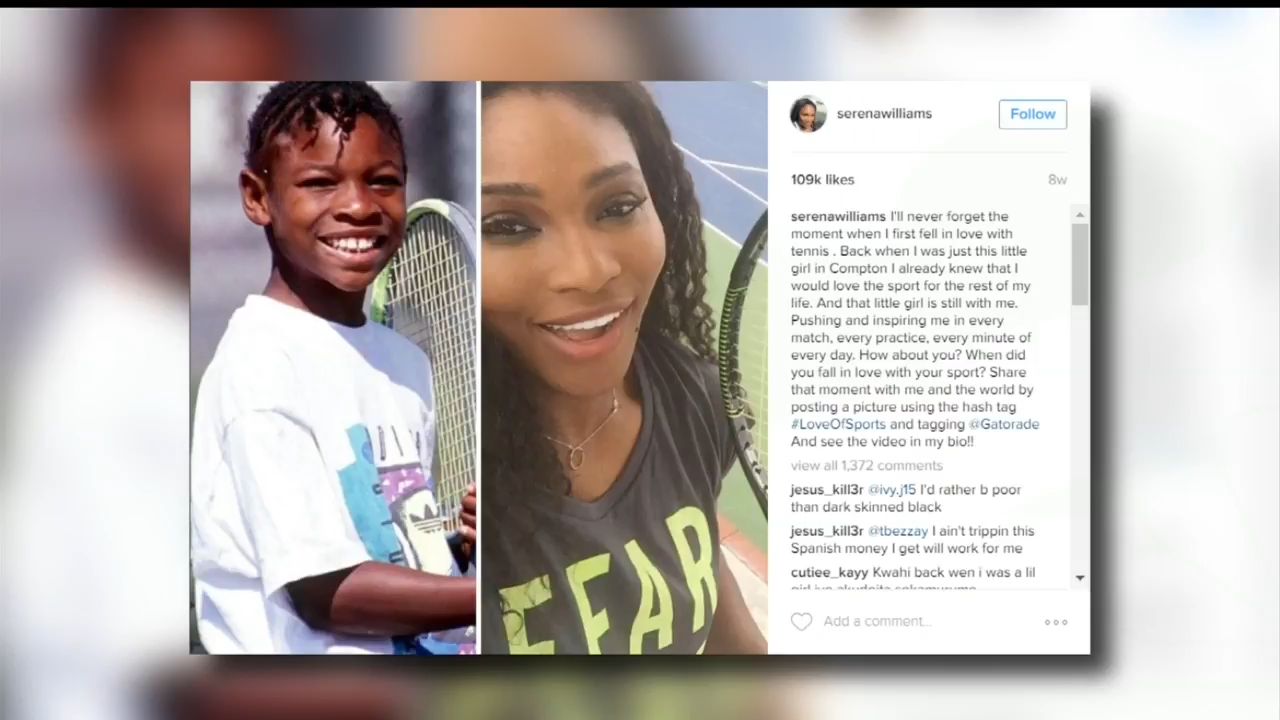 serenawilliams
Follow
109k likes
8w
serenawilliams I'll never forget the
moment when I first fell in love with
tennis . Back when I was just this little
girl in Compton I already knew that I
would love the sport for the rest of my
life. And that little girl is still with me.
Pushing and inspiring me in every
match, every practice, every minute of
every day. How about you? When did
you fall in love with your sport? Share
that moment with me and the world by
posting a picture using the hash tag
#LoveOfSports and tagging @Gatorade
And see the video in my bio!!
view all 1,372 comments
jesus_kill3r @ivy.j15 I'd rather b poor
than dark skinned black
jesus_kill3r @tbezzay I ain't trippin this
Spanish money I get will work for me
cutiee_kayy Kwahi back wen i was a lil
Add a comment...
FEAR